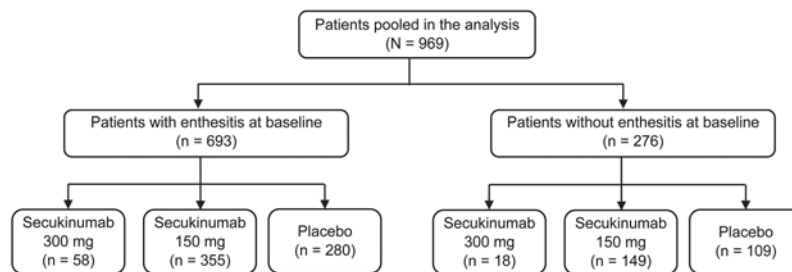 Patients pooled in the analysis
(N = 969)
Patients with enthesitis at baseline
(n = 693)
Patients without enthesitis at baseline
(n = 276)
Secukinumab
300 mg
(n = 58)
Secukinumab
150 mg
(n = 355)
Placebo
(n = 280)
Secukinumab
300 mg
(n = 18)
Secukinumab
150 mg
(n = 149)
Placebo
(n = 109)